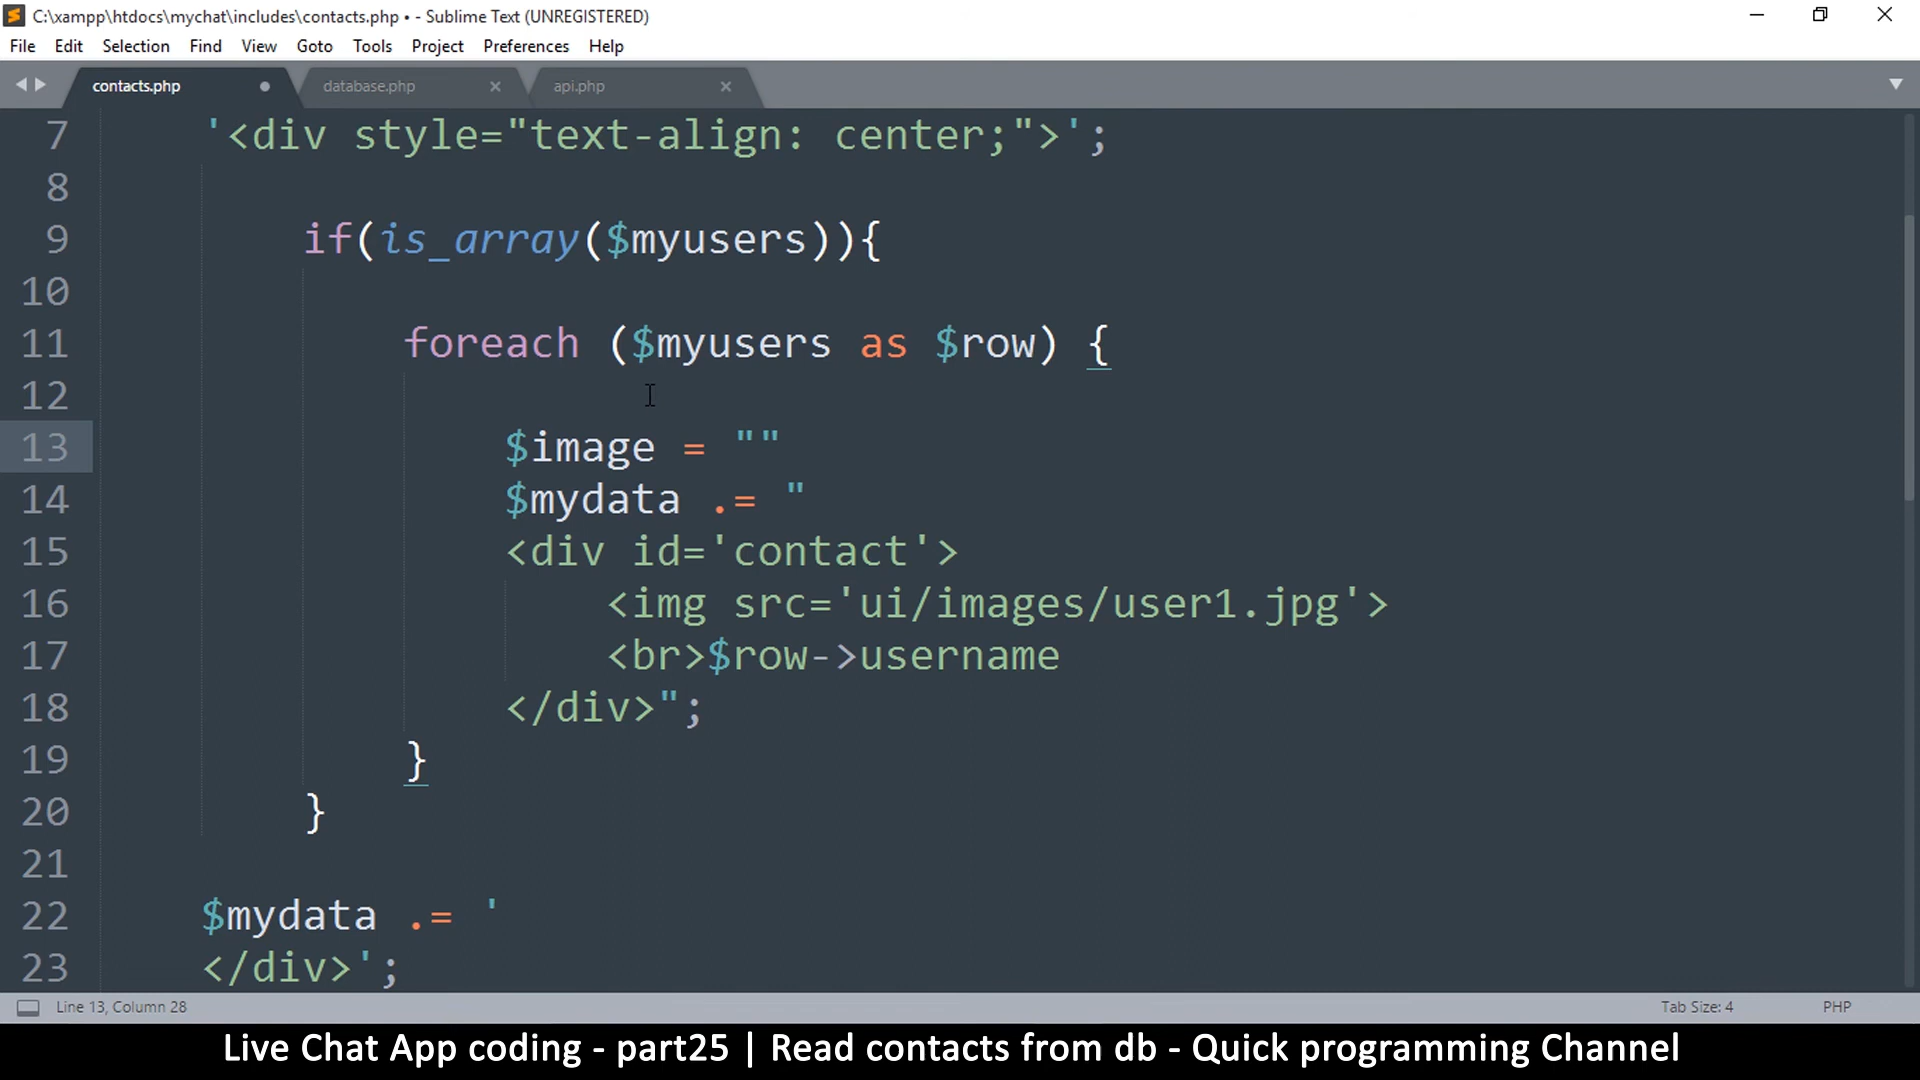 C:\xampp\htdocs\mychat\includes\contacts.php • - Sublime Text (UNREGISTERED)
File Edit Selection Find View Goto Tools Project Preferences Help
contacts.php database.php api.php
7 '<div style="text-align: center;">';
8
9 if(is_array($myusers)){
10
11 foreach ($myusers as $row) {
12
13 $image = ""
14 $mydata .= "
15 <div id='contact'>
16 <img src='ui/images/user1.jpg'>
17 <br>$row->username
18 </div>";
19 }
20 }
21
22 $mydata .= '
23 </div>';
Line 13, Column 28 Tab Size: 4 PHP
Live Chat App coding - part25 | Read contacts from db - Quick programming Channel